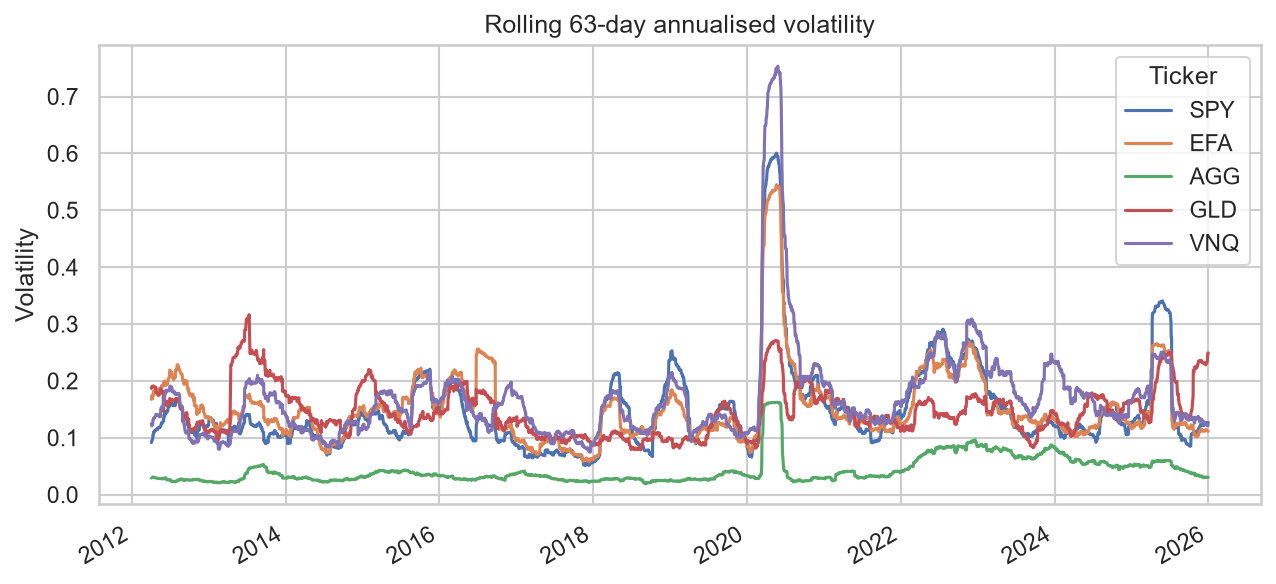 Rolling 63-day annualised volatility
Volatility
0.7
0.6
0.5
0.4
0.3
0.2
0.1
0.0
2012
2014
2016
2018
2020
2022
2024
2026
Ticker
SPY
EFA
AGG
GLD
VNQ